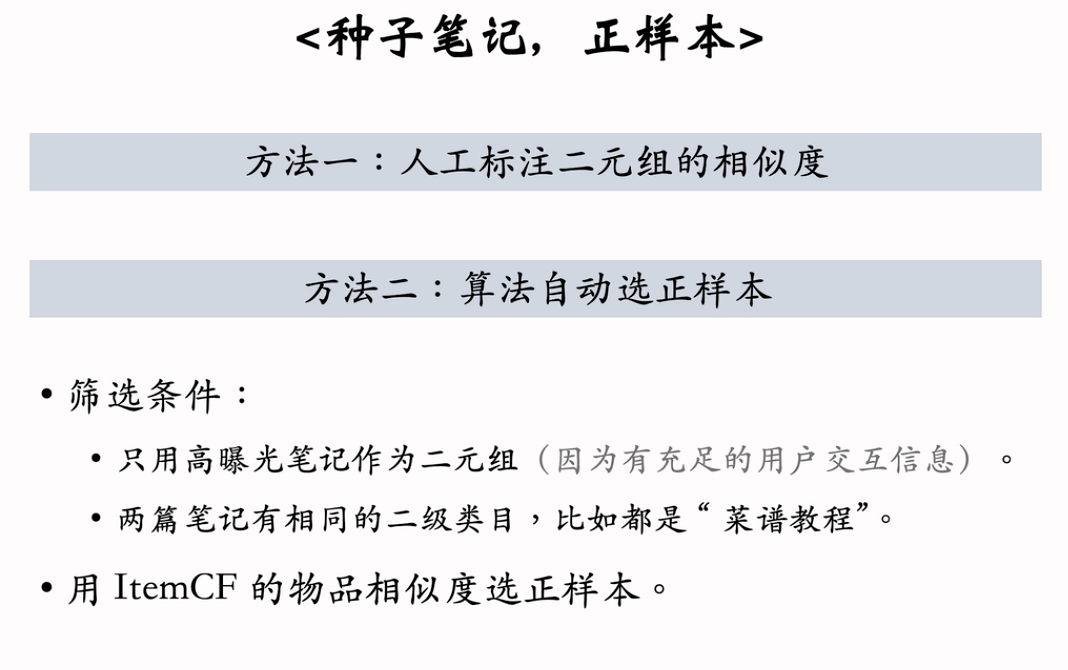 <种子笔记，正样本>
方法一：人工标注二元组的相似度
方法二：算法自动选正样本
• 筛选条件：
• 只用高曝光笔记作为二元组（因为有充足的用户交互信息）。
• 两篇笔记有相同的二级类目，比如都是“菜谱教程”。
• 用 ItemCF 的物品相似度选正样本。